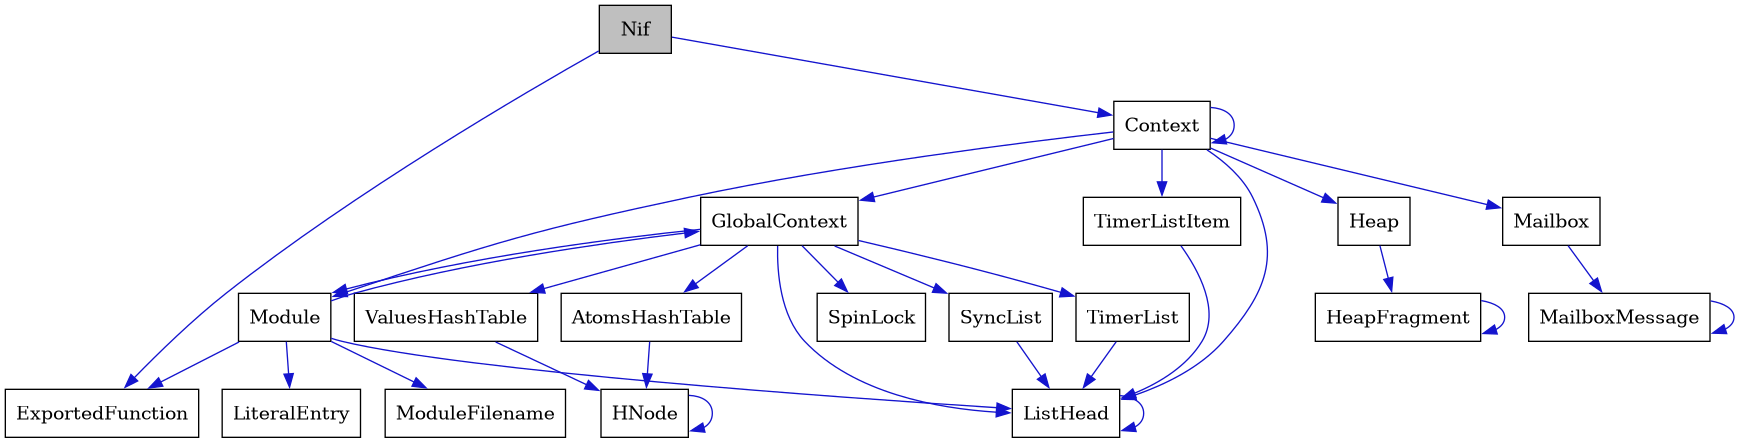 Nif
Context
GlobalContext
TimerListItem
Heap
Mailbox
Module
ValuesHashTable
AtomsHashTable
SpinLock
SyncList
TimerList
HeapFragment
MailboxMessage
ExportedFunction
LiteralEntry
ModuleFilename
HNode
ListHead